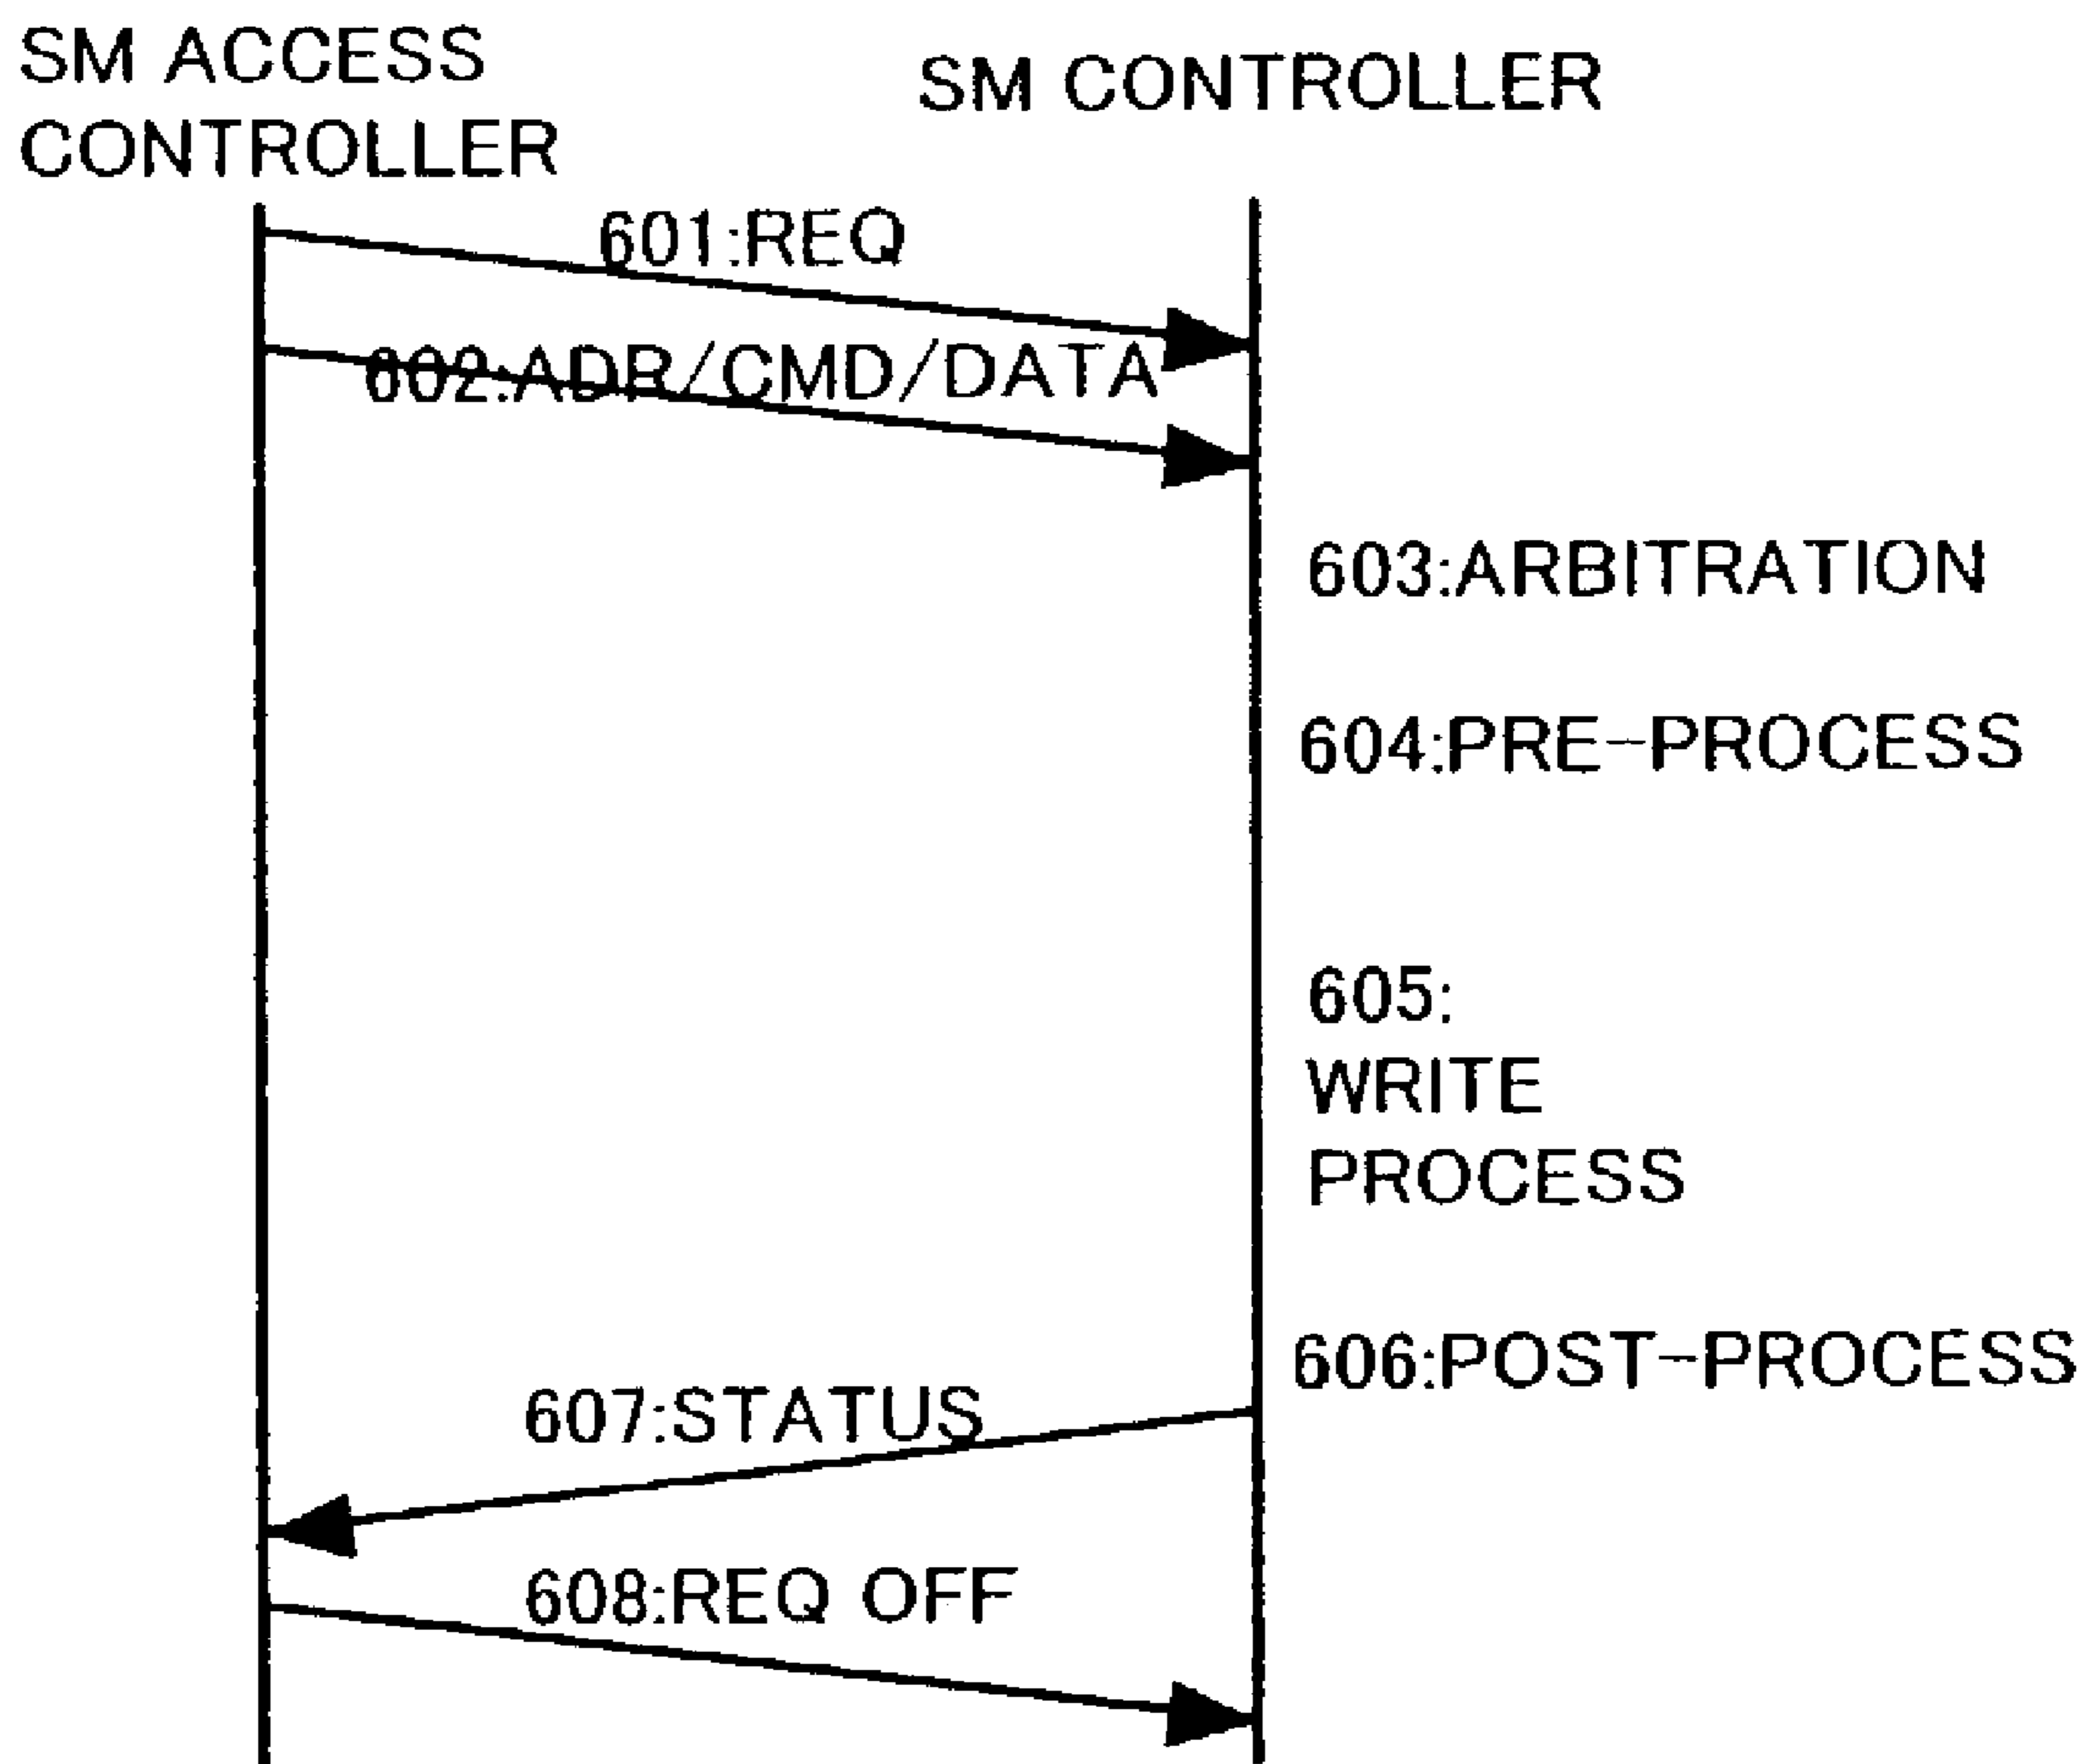 SM ACCESS
CONTROLLER
SM CONTROLLER
601:REQ
602:ADR/CMD/DATA
603:ARBITRATION
604:PRE-PROCESS
605:
WRITE
PROCESS
606:POST-PROCESS
607:STATUS
608:REQ OFF